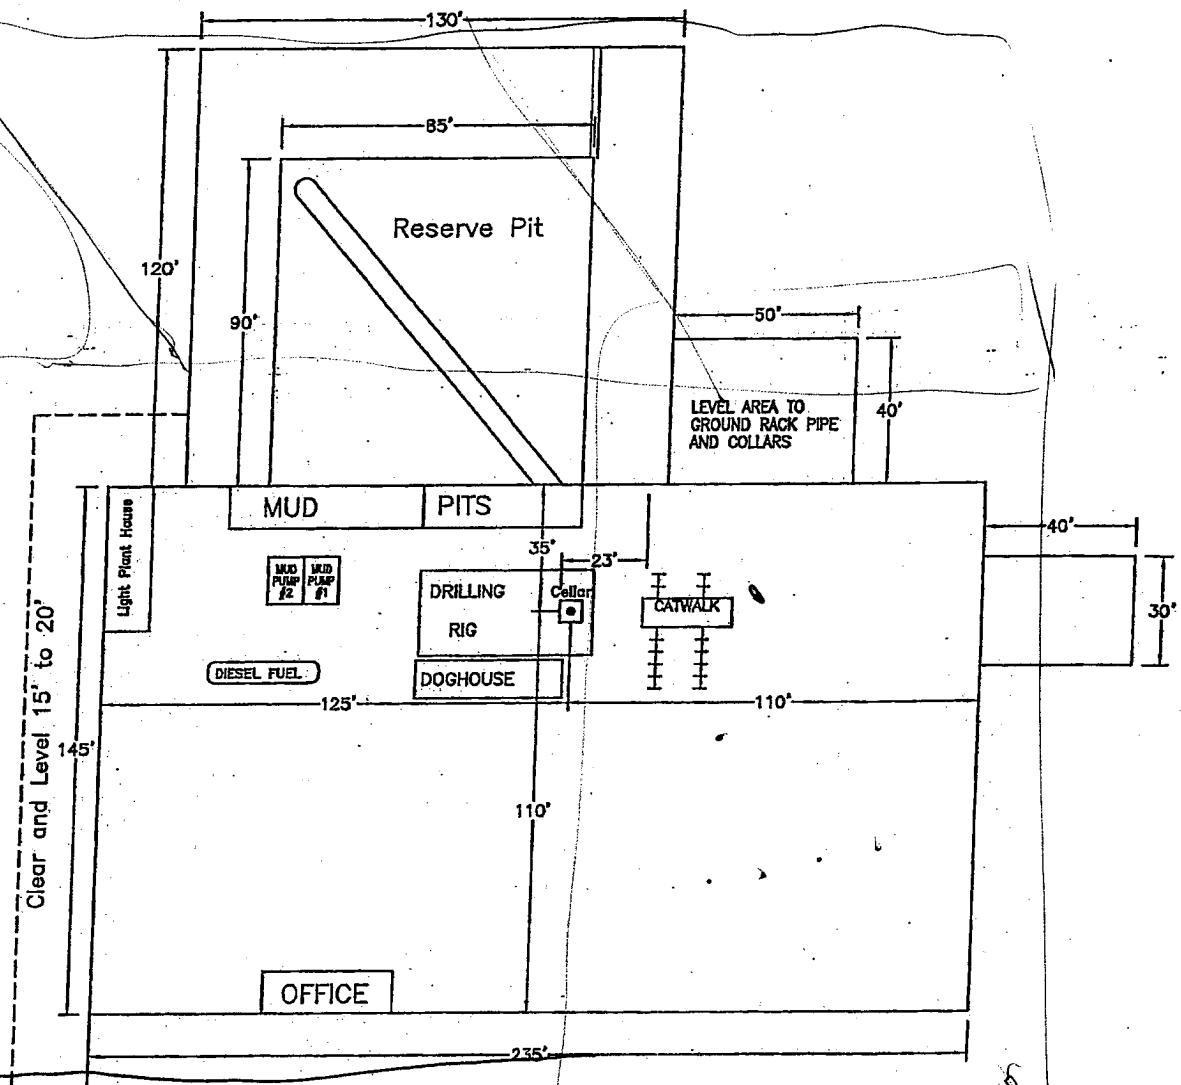 130'
85'
Reserve Pit
120'
90'
50'
40'
LEVEL AREA TO
GROUND RACK PIPE
AND COLLARS
MUD PITS
Light Plant House
35'
23'
40'
MUD PUMP #2
MUD PUMP #1
DRILLING
RIG
Cellar
CATWALK
30'
DIESEL FUEL
DOGHOUSE
125'
110'
Clear and Level 15' to 20'
145'
110'
OFFICE
235'